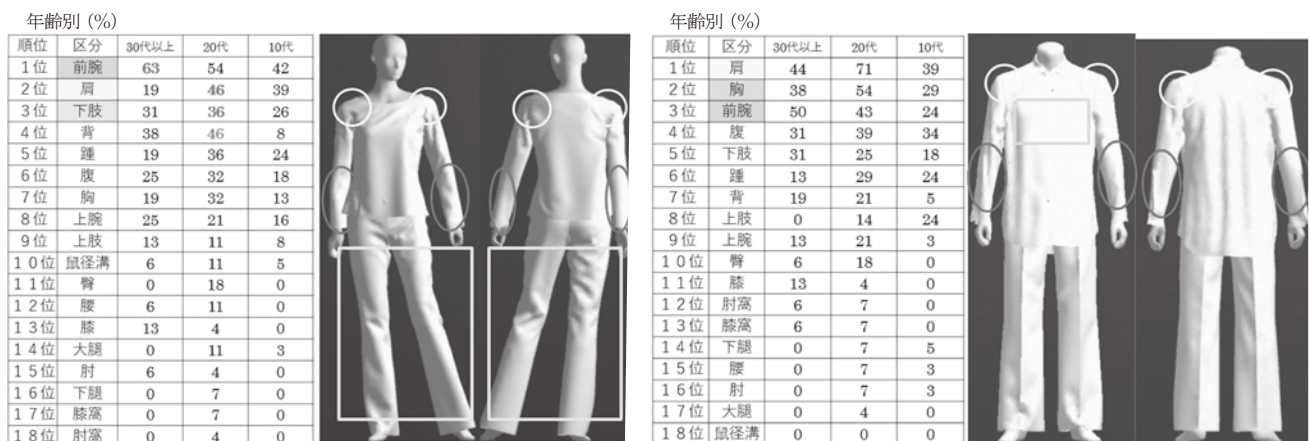 年齢別（%）
順位 区分 30代以上 20代 10代
1位 前腕 63 54 42
2位 肩 19 46 39
3位 下肢 31 36 26
4位 背 38 46 8
5位 踵 19 36 24
6位 腹 25 32 18
7位 胸 19 32 13
8位 上腕 25 21 16
9位 上肢 13 11 8
10位 鼠径溝 6 11 5
11位 臀 0 18 0
12位 腰 6 11 0
13位 膝 13 4 0
14位 大腿 0 11 3
15位 肘 6 4 0
16位 下腿 0 7 0
17位 膝窩 0 7 0
18位 肘窩 0 4 0
年齢別（%）
順位 区分 30代以上 20代 10代
1位 肩 44 71 39
2位 胸 38 54 29
3位 前腕 50 43 24
4位 腹 31 39 34
5位 下肢 31 25 18
6位 踵 13 29 24
7位 背 19 21 5
8位 上肢 0 14 24
9位 上腕 13 21 3
10位 臀 6 18 0
11位 膝 13 4 0
12位 肘窩 6 7 0
13位 膝窩 6 7 0
14位 下腿 0 7 5
15位 腰 0 7 3
16位 肘 0 7 3
17位 大腿 0 4 0
18位 鼠径溝 0 0 0